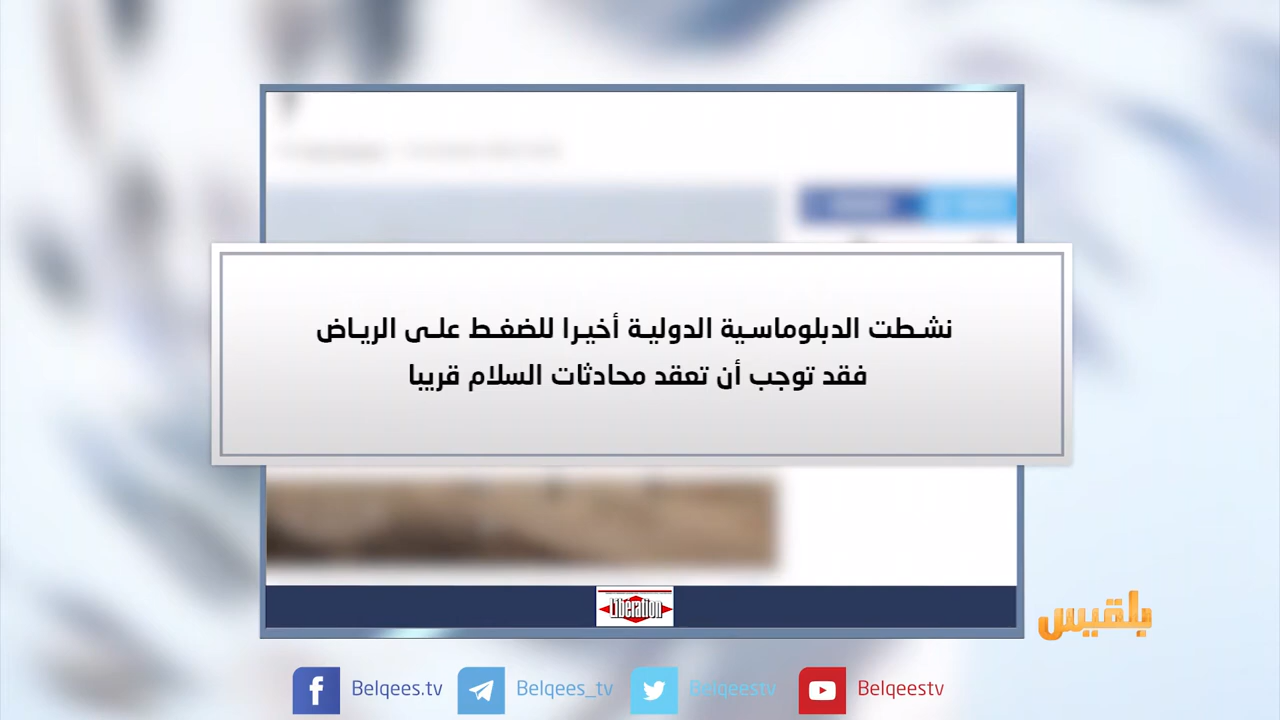 نشطت الدبلوماسية الدولية أخيرا للضغط على الرياض
فقد توجب أن تعقد محادثات السلام قريبا
Libération
بلقيس
Belqees.tv
Belqees_tv
Belqeestv
Belqeestv